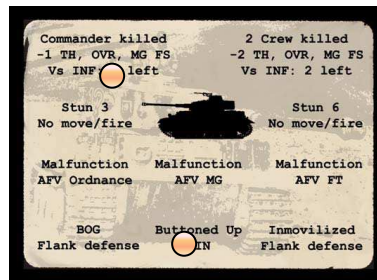 Commander killed
-1 TH, OVR, MG FS
Vs INF: left
2 Crew killed
-2 TH, OVR, MG FS
Vs INF: 2 left
Stun 3
No move/fire
Stun 6
No move/fire
Malfunction
AFV Ordnance
Malfunction
AFV MG
Malfunction
AFV FT
BOG
Flank defense
Buttoned Up
IN
Inmovilized
Flank defense